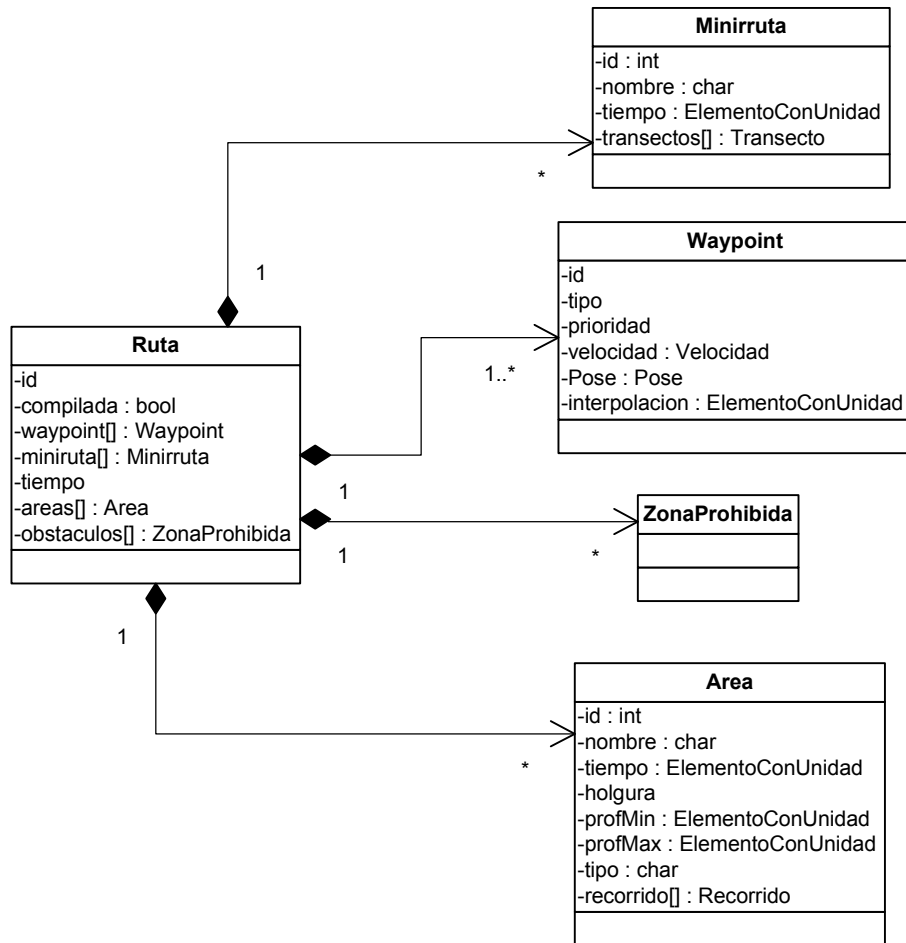 Minirruta
-id : int
-nombre : char
-tiempo : ElementoConUnidad
-transectos[] : Transecto
*
1
Waypoint
-id
-tipo
-prioridad
-velocidad : Velocidad
-Pose : Pose
-interpolacion : ElementoConUnidad
1..*
1
Ruta
-id
-compilada : bool
-waypoint[] : Waypoint
-miniruta[] : Minirruta
-tiempo
-areas[] : Area
-obstaculos[] : ZonaProhibida
ZonaProhibida
1
*
1
Area
-id : int
-nombre : char
-tiempo : ElementoConUnidad
-holgura
-profMin : ElementoConUnidad
-profMax : ElementoConUnidad
-tipo : char
-recorrido[] : Recorrido
*